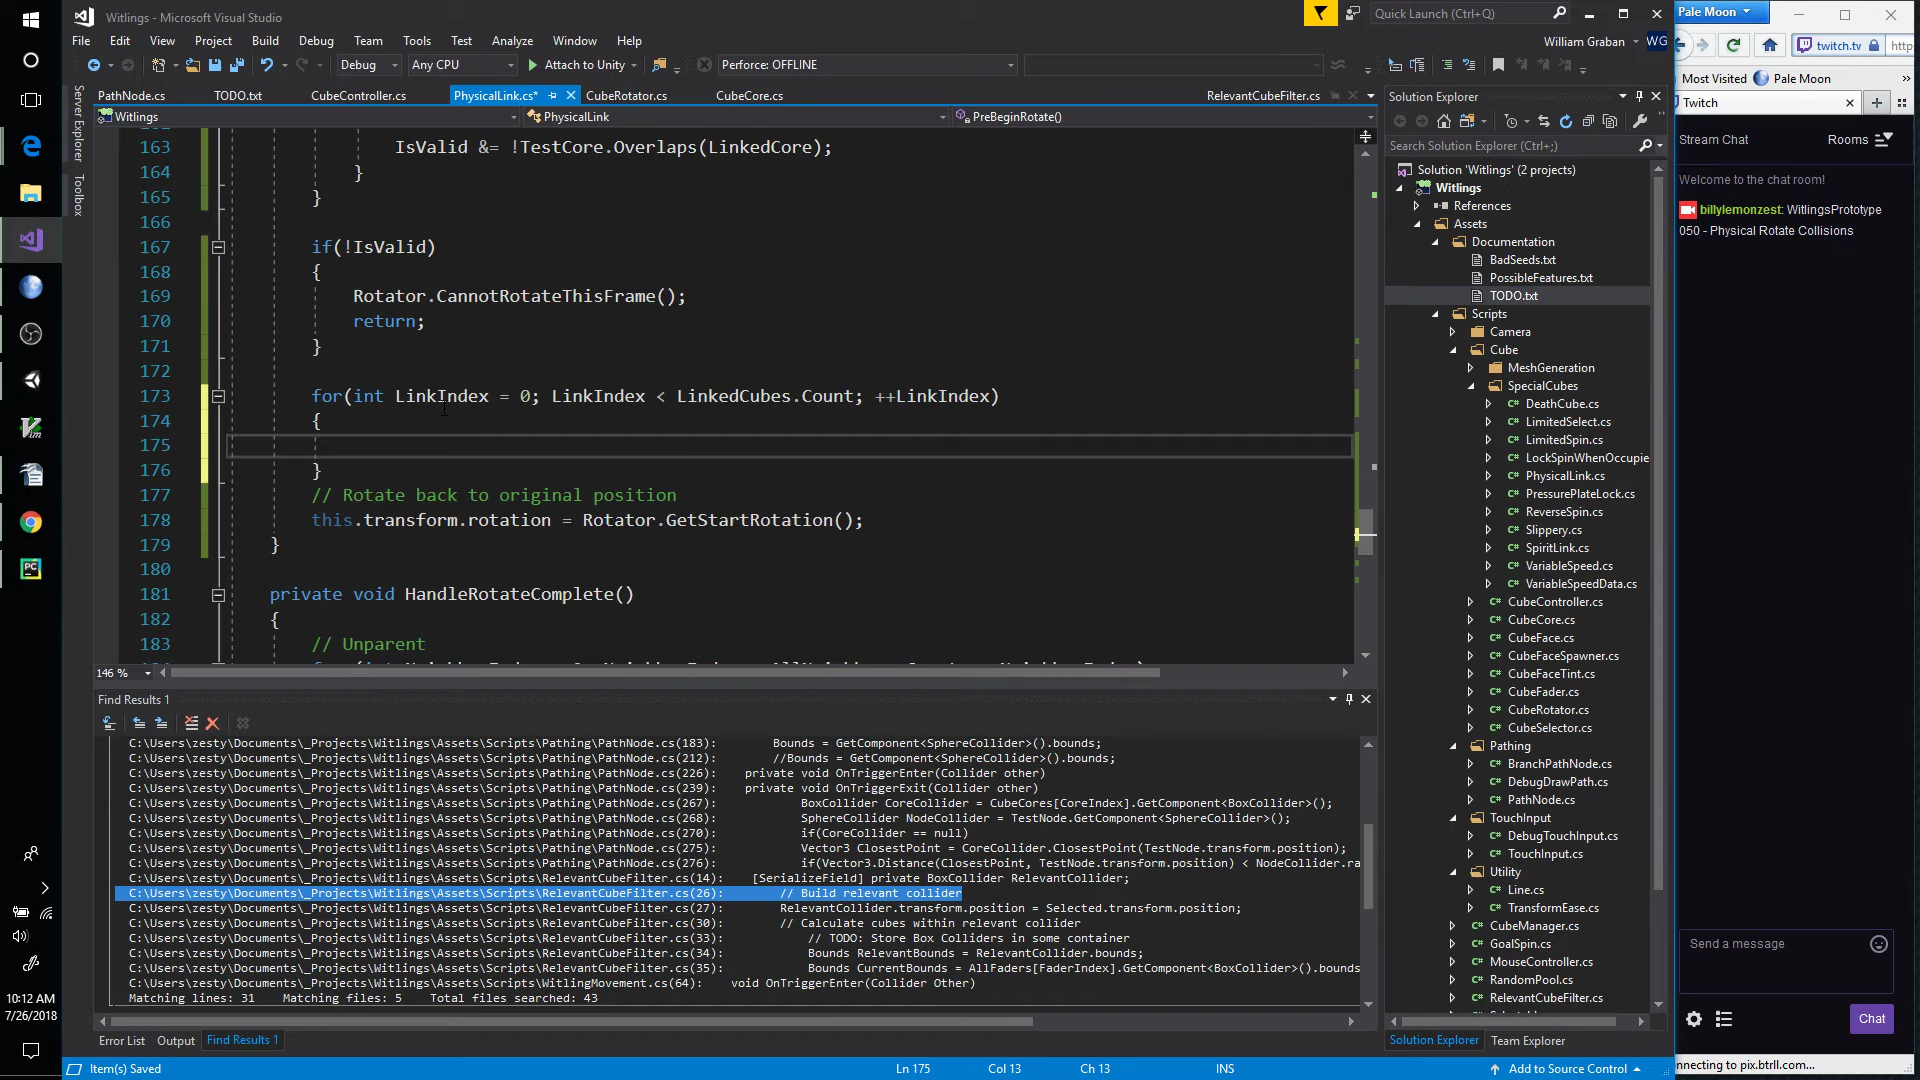 Witlings - Microsoft Visual Studio
Quick Launch (Ctrl+Q)
File Edit View Project Build Debug Team Tools Test Analyze Window Help
William Graban WG
Debug Any CPU Attach to Unity Perforce: OFFLINE
PathNode.cs TODO.txt CubeController.cs PhysicalLink.cs* CubeRotator.cs CubeCore.cs RelevantCubeFilter.cs
Witlings PhysicalLink PreBeginRotate()
Server Explorer
Toolbox
163 IsValid &= !TestCore.Overlaps(LinkedCore);
164 }
165 }
166
167 if(!IsValid)
168 {
169 Rotator.CannotRotateThisFrame();
170 return;
171 }
172
173 for(int LinkIndex = 0; LinkIndex < LinkedCubes.Count; ++LinkIndex)
174 {
175
176 }
177 // Rotate back to original position
178 this.transform.rotation = Rotator.GetStartRotation();
179 }
180
181 private void HandleRotateComplete()
182 {
183 // Unparent
146 %
Find Results 1
C:\Users\zesty\Documents\_Projects\Witlings\Assets\Scripts\Pathing\PathNode.cs(183): Bounds = GetComponent<SphereCollider>().bounds;
C:\Users\zesty\Documents\_Projects\Witlings\Assets\Scripts\Pathing\PathNode.cs(212): //Bounds = GetComponent<SphereCollider>().bounds;
C:\Users\zesty\Documents\_Projects\Witlings\Assets\Scripts\Pathing\PathNode.cs(226): private void OnTriggerEnter(Collider other)
C:\Users\zesty\Documents\_Projects\Witlings\Assets\Scripts\Pathing\PathNode.cs(239): private void OnTriggerExit(Collider other)
C:\Users\zesty\Documents\_Projects\Witlings\Assets\Scripts\Pathing\PathNode.cs(267): BoxCollider CoreCollider = CubeCores[CoreIndex].GetComponent<BoxCollider>();
C:\Users\zesty\Documents\_Projects\Witlings\Assets\Scripts\Pathing\PathNode.cs(268): SphereCollider NodeCollider = TestNode.GetComponent<SphereCollider>();
C:\Users\zesty\Documents\_Projects\Witlings\Assets\Scripts\Pathing\PathNode.cs(270): if(CoreCollider == null)
C:\Users\zesty\Documents\_Projects\Witlings\Assets\Scripts\Pathing\PathNode.cs(275): Vector3 ClosestPoint = CoreCollider.ClosestPoint(TestNode.transform.position);
C:\Users\zesty\Documents\_Projects\Witlings\Assets\Scripts\Pathing\PathNode.cs(276): if(Vector3.Distance(ClosestPoint, TestNode.transform.position) < NodeCollider.ra
C:\Users\zesty\Documents\_Projects\Witlings\Assets\Scripts\RelevantCubeFilter.cs(14): [SerializeField] private BoxCollider RelevantCollider;
C:\Users\zesty\Documents\_Projects\Witlings\Assets\Scripts\RelevantCubeFilter.cs(26): // Build relevant collider
C:\Users\zesty\Documents\_Projects\Witlings\Assets\Scripts\RelevantCubeFilter.cs(27): RelevantCollider.transform.position = Selected.transform.position;
C:\Users\zesty\Documents\_Projects\Witlings\Assets\Scripts\RelevantCubeFilter.cs(30): // Calculate cubes within relevant collider
C:\Users\zesty\Documents\_Projects\Witlings\Assets\Scripts\RelevantCubeFilter.cs(33): // TODO: Store Box Colliders in some container
C:\Users\zesty\Documents\_Projects\Witlings\Assets\Scripts\RelevantCubeFilter.cs(34): Bounds RelevantBounds = RelevantCollider.bounds;
C:\Users\zesty\Documents\_Projects\Witlings\Assets\Scripts\RelevantCubeFilter.cs(35): Bounds CurrentBounds = AllFaders[FaderIndex].GetComponent<BoxCollider>().bounds
C:\Users\zesty\Documents\_Projects\Witlings\Assets\Scripts\WitlingMovement.cs(64): void OnTriggerEnter(Collider Other)
Matching lines: 31 Matching files: 5 Total files searched: 43
Error List Output Find Results 1
Item(s) Saved Ln 175 Col 13 Ch 13 INS Add to Source Control
Solution Explorer
Search Solution Explorer (Ctrl+;)
Solution 'Witlings' (2 projects)
Witlings
References
Assets
Documentation
BadSeeds.txt
PossibleFeatures.txt
TODO.txt
Scripts
Camera
Cube
MeshGeneration
SpecialCubes
DeathCube.cs
LimitedSelect.cs
LimitedSpin.cs
LockSpinWhenOccupie
PhysicalLink.cs
PressurePlateLock.cs
ReverseSpin.cs
Slippery.cs
SpiritLink.cs
VariableSpeed.cs
VariableSpeedData.cs
CubeController.cs
CubeCore.cs
CubeFace.cs
CubeFaceSpawner.cs
CubeFaceTint.cs
CubeFader.cs
CubeRotator.cs
CubeSelector.cs
Pathing
BranchPathNode.cs
DebugDrawPath.cs
PathNode.cs
TouchInput
DebugTouchInput.cs
TouchInput.cs
Utility
Line.cs
TransformEase.cs
CubeManager.cs
GoalSpin.cs
MouseController.cs
RandomPool.cs
RelevantCubeFilter.cs
Solution Explorer Team Explorer
Pale Moon
twitch.tv http
Most Visited Pale Moon
Twitch
Stream Chat Rooms
Welcome to the chat room!
billylemonzest: WitlingsPrototype
050 - Physical Rotate Collisions
Send a message
Chat
nnecting to pix.btrll.com...
PC
10:12 AM
7/26/2018